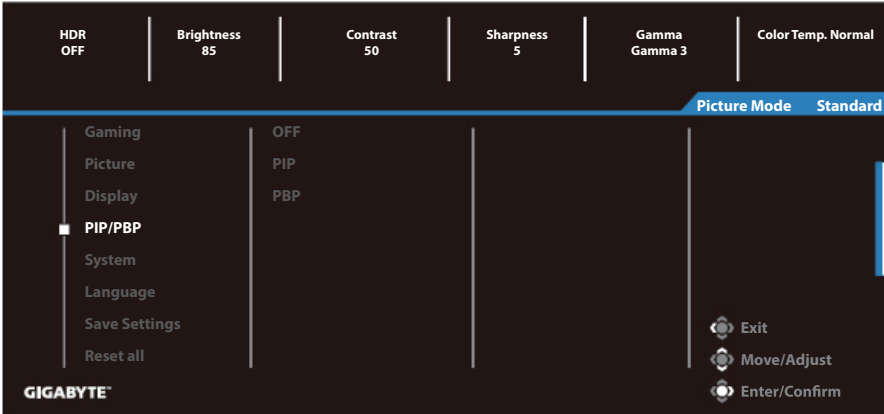 HDR Brightness Contrast Sharpness Gamma Color Temp. Normal
OFF 85 50 5 Gamma 3
Picture Mode Standard
Gaming OFF
Picture PIP
Display PBP
PIP/PBP
System
Language
Save Settings
Exit
Reset all
Move/Adjust
GIGABYTE™
Enter/Confirm